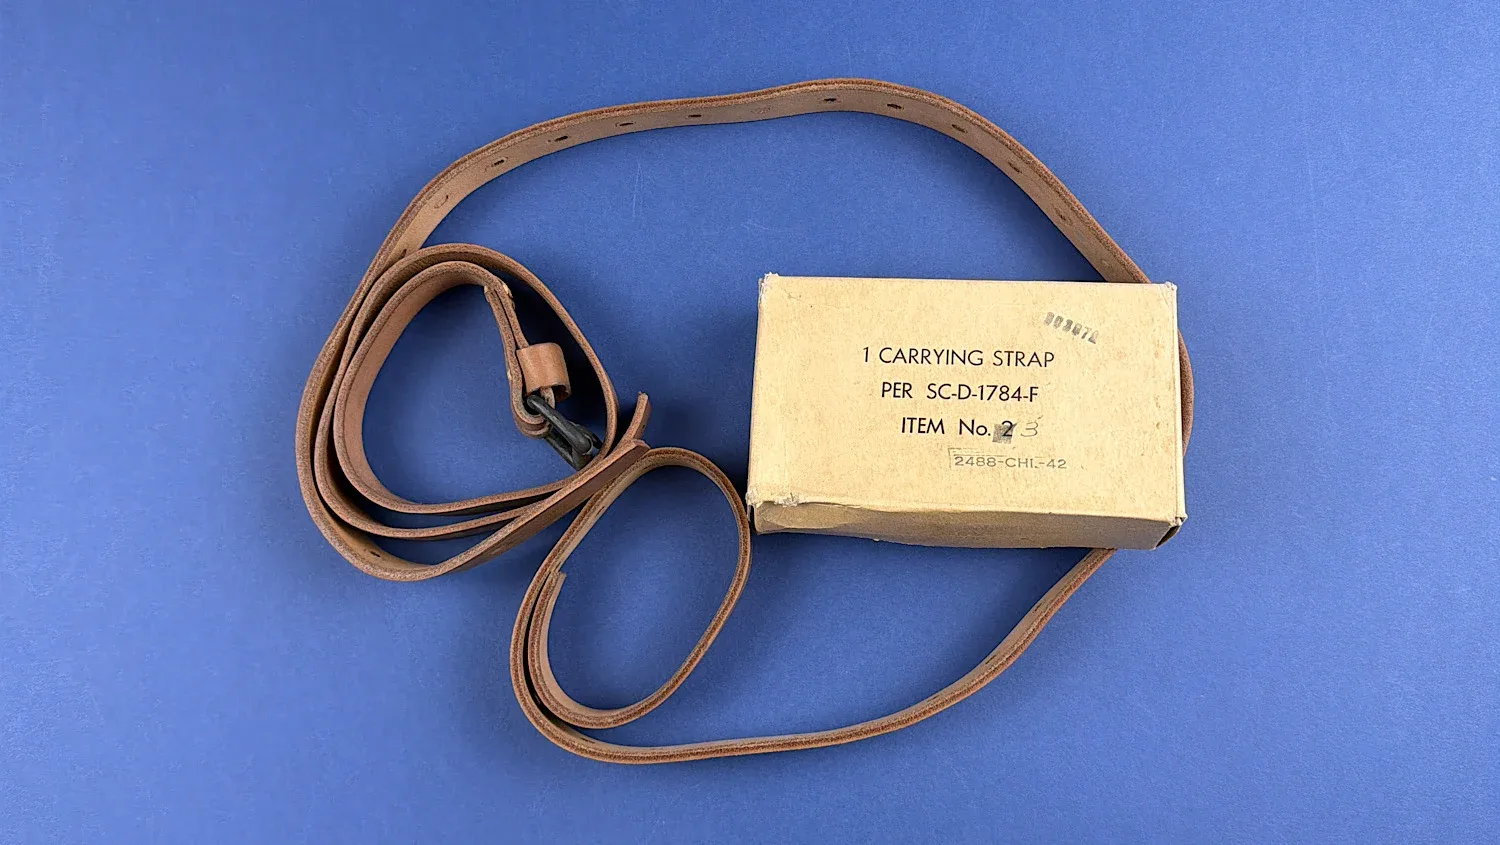 1 CARRYING STRAP
PER SC-D-1784-F
ITEM No. 2 3
2488-CHI.-42